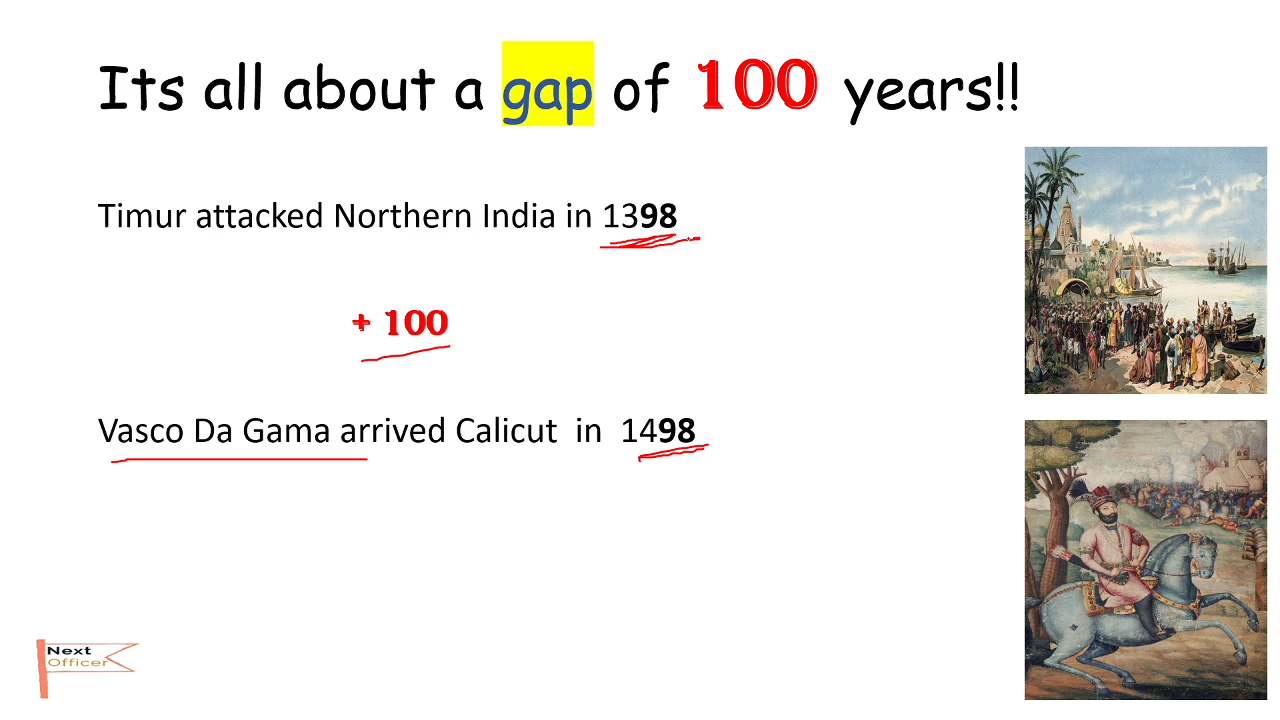 Its all about a gap of 100 years!!
Timur attacked Northern India in 1398
+ 100
Vasco Da Gama arrived Calicut in 1498
Next
Officer